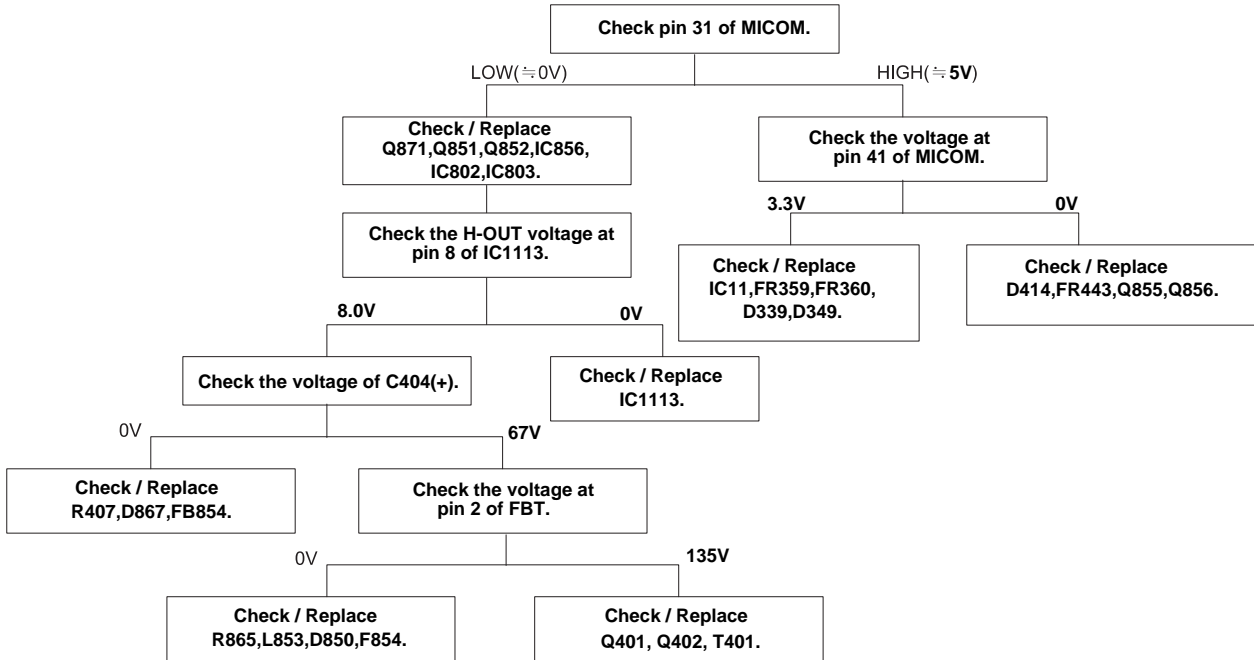 Check pin 31 of MICOM.
LOW(≒0V)
HIGH(≒5V)
Check / Replace
Q871,Q851,Q852,IC856,
IC802,IC803.
Check the voltage at
pin 41 of MICOM.
3.3V
0V
Check the H-OUT voltage at
pin 8 of IC1113.
Check / Replace
IC11,FR359,FR360,
D339,D349.
Check / Replace
D414,FR443,Q855,Q856.
8.0V
0V
Check the voltage of C404(+).
Check / Replace
IC1113.
0V
67V
Check / Replace
R407,D867,FB854.
Check the voltage at
pin 2 of FBT.
0V
135V
Check / Replace
R865,L853,D850,F854.
Check / Replace
Q401, Q402, T401.